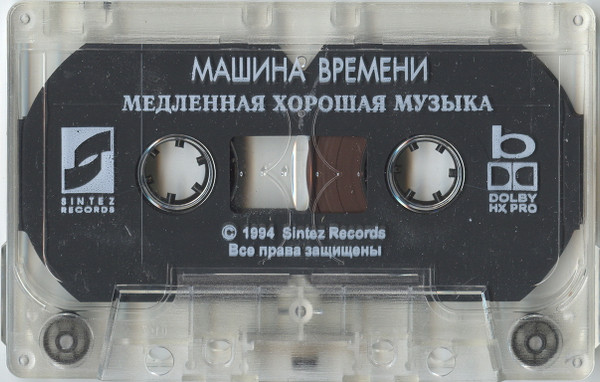 МАШИНА ВРЕМЕНИ
МЕДЛЕННАЯ ХОРОШАЯ МУЗЫКА
SINTEZ
RECORDS
b
DOLBY
HX PRO
© 1994 Sintez Records
Все права защищены